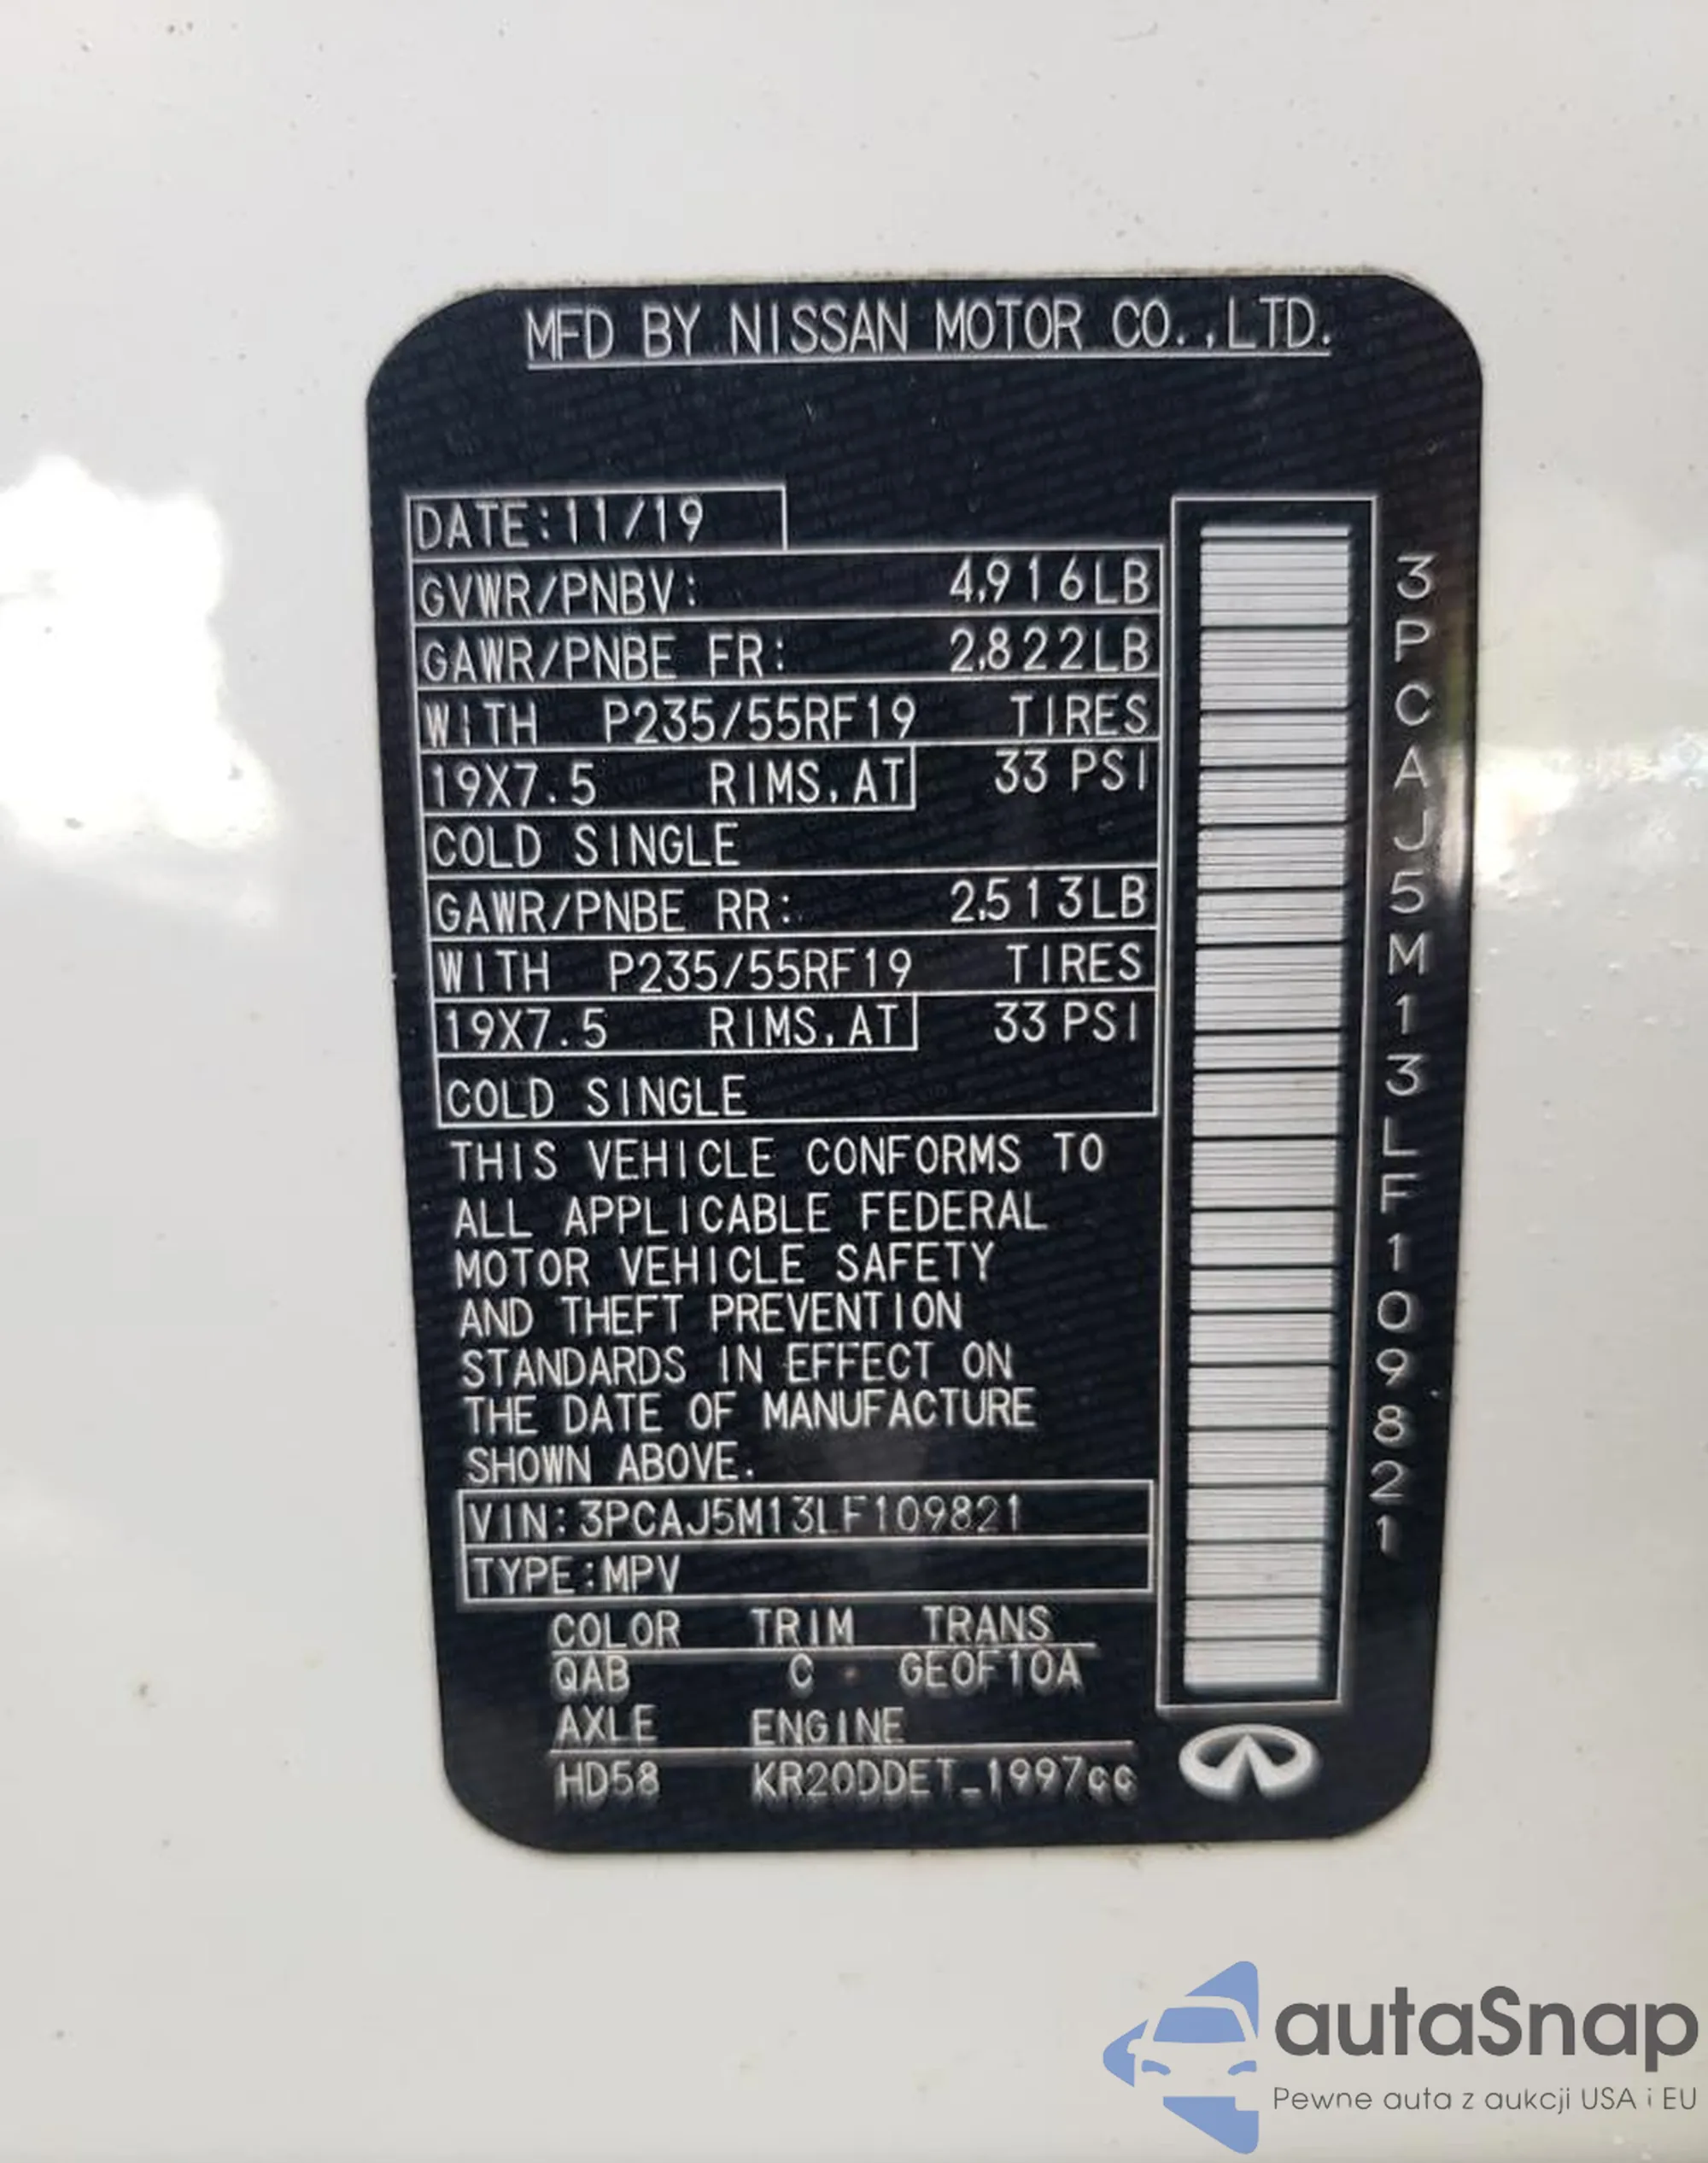 MFD BY NISSAN MOTOR CO.,LTD.
DATE:11/19
GVWR/PNBV: 4,916LB
GAWR/PNBE FR: 2,822LB
WITH P235/55RF19 TIRES
19X7.5 RIMS,AT 33 PSI
COLD SINGLE
GAWR/PNBE RR: 2,513LB
WITH P235/55RF19 TIRES
19X7.5 RIMS,AT 33 PSI
COLD SINGLE
THIS VEHICLE CONFORMS TO
ALL APPLICABLE FEDERAL
MOTOR VEHICLE SAFETY
AND THEFT PREVENTION
STANDARDS IN EFFECT ON
THE DATE OF MANUFACTURE
SHOWN ABOVE.
VIN:3PCAJ5M13LF109821
TYPE:MPV
COLOR TRIM TRANS
QAB C GE0F10A
AXLE ENGINE
HD58 KR20DDET_1997cc
3PCAJ5M13LF109821
autaSnap
Pewne auta z aukcji USA i EU